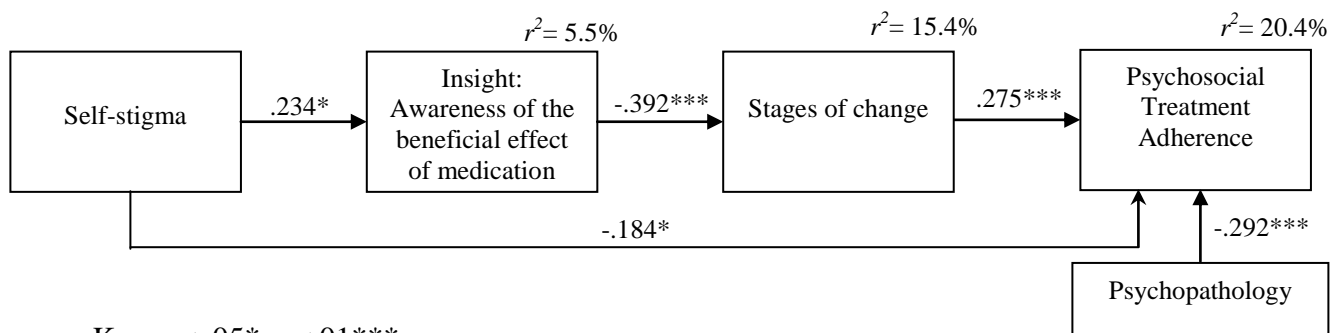 r² = 5.5%
r² = 15.4%
r² = 20.4%
Self-stigma
.234*
Insight:
Awareness of the
beneficial effect
of medication
-.392***
Stages of change
.275***
Psychosocial
Treatment
Adherence
-.184*
-.292***
Psychopathology